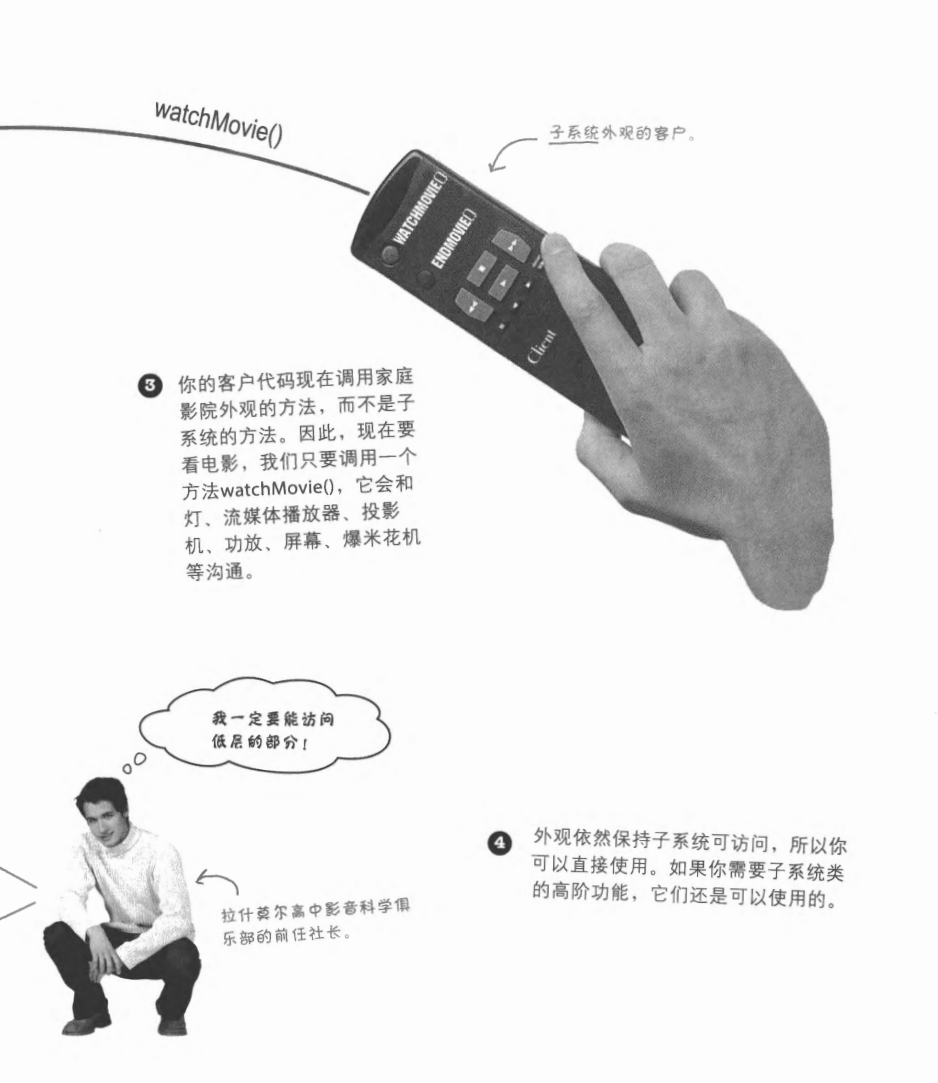 watchMovie()
子系统外观的客户。
WATCHMOVIE()
ENDMOVIE()
Client
3 你的客户代码现在调用家庭
影院外观的方法，而不是子
系统的方法。因此，现在要
看电影，我们只要调用一个
方法watchMovie()，它会和
灯、流媒体播放器、投影
机、功放、屏幕、爆米花机
等沟通。
我一定要能访问
低层的部分！
拉什莫尔高中影音科学俱
乐部的前任社长。
4 外观依然保持子系统可访问，所以你
可以直接使用。如果你需要子系统类
的高阶功能，它们还是可以使用的。